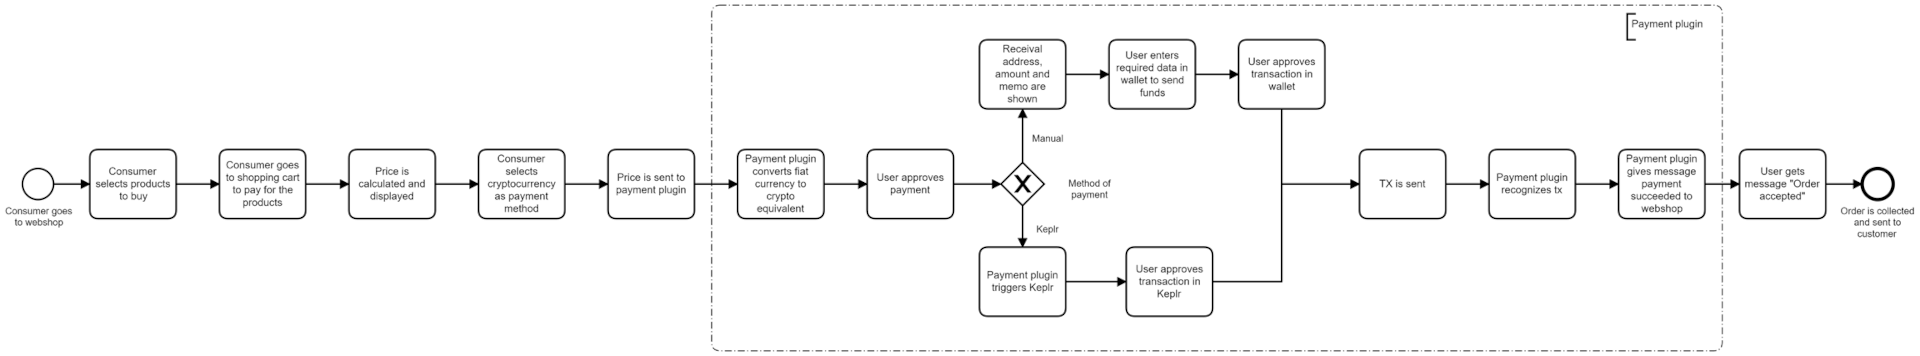 Consumer goes
to webshop
Consumer
selects products
to buy
Consumer goes
to shopping cart
to pay for the
products
Price is
calculated and
displayed
Consumer
selects
cryptocurrency
as payment
method
Price is sent to
payment plugin
Payment plugin
Payment plugin
converts fiat
currency to
crypto
equivalent
User approves
payment
Method of
payment
Manual
Receival
address,
amount and
memo are
shown
User enters
required data in
wallet to send
funds
User approves
transaction in
wallet
Keplr
Payment plugin
triggers Keplr
User approves
transaction in
Keplr
TX is sent
Payment plugin
recognizes tx
Payment plugin
gives message
payment
succeeded to
webshop
User gets
message "Order
accepted"
Order is collected
and sent to
customer